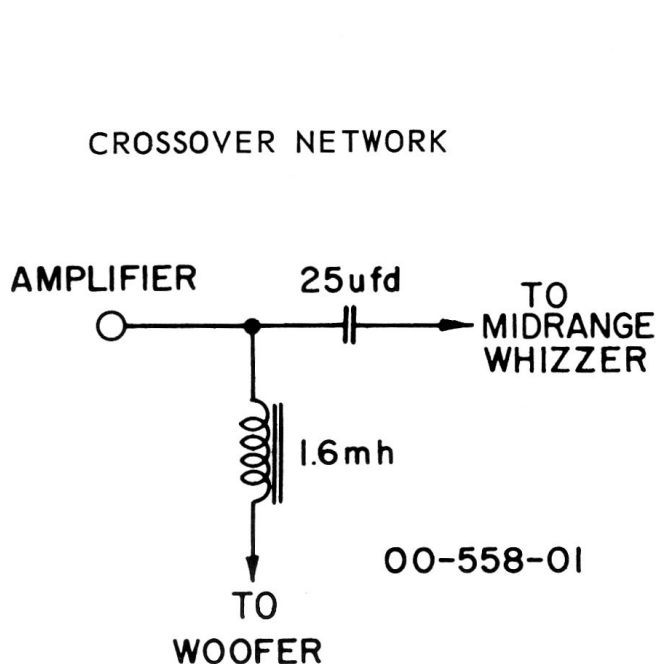 CROSSOVER NETWORK
AMPLIFIER
25ufd
TO
MIDRANGE
WHIZZER
1.6mh
00-558-01
TO
WOOFER